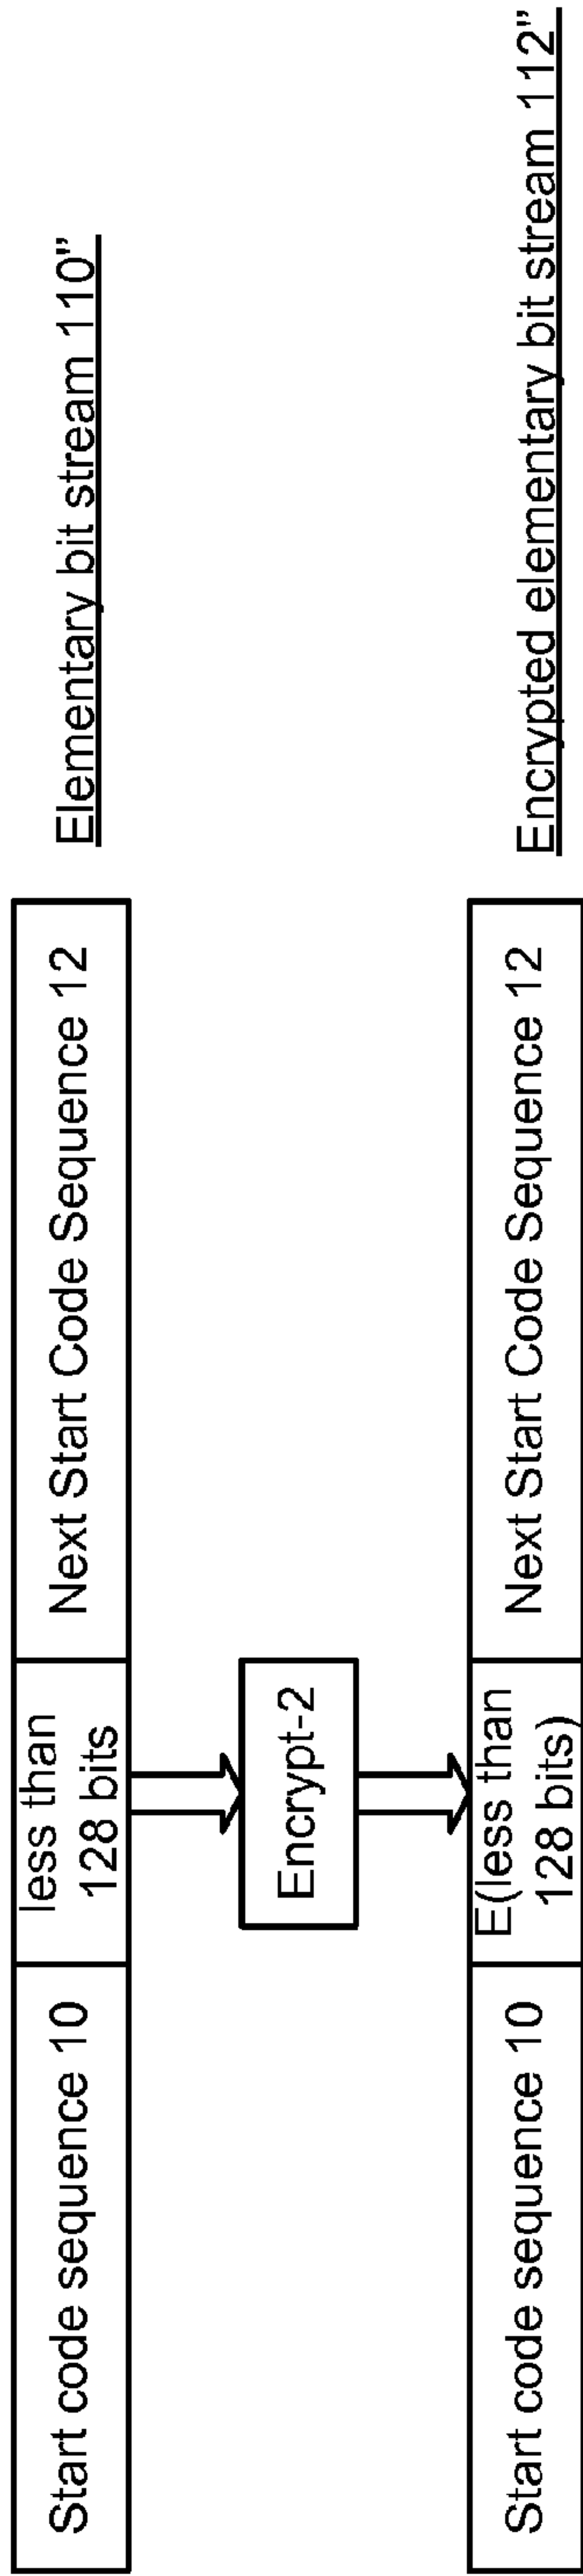 Start code sequence 10
less than
128 bits
Next Start Code Sequence 12
Elementary bit stream 110”
Encrypt-2
Start code sequence 10
E(less than
128 bits)
Next Start Code Sequence 12
Encrypted elementary bit stream 112”